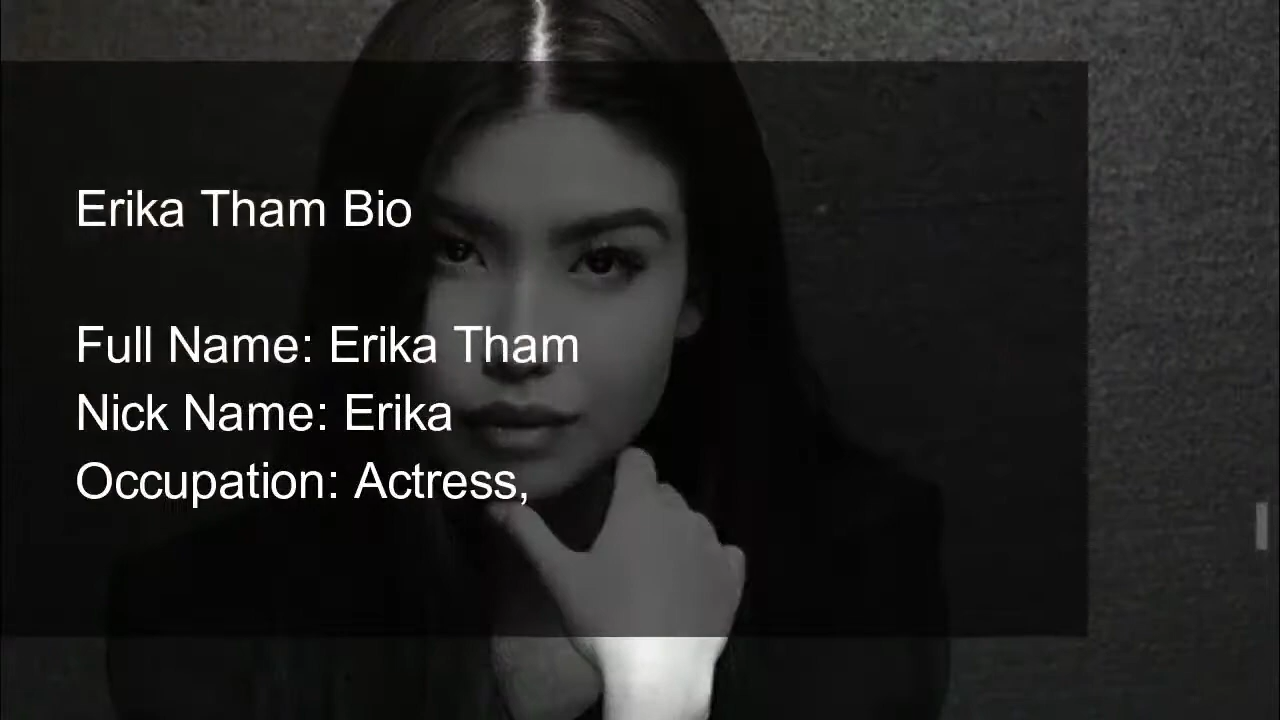 Erika Tham Bio
Full Name: Erika Tham
Nick Name: Erika
Occupation: Actress,